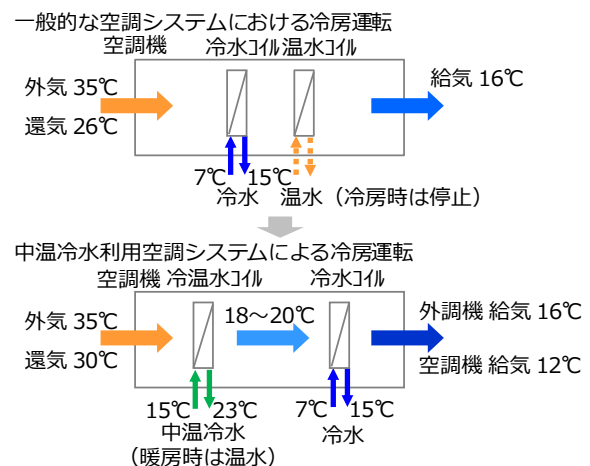 一般的な空調システムにおける冷房運転
空調機 冷水ｺｲﾙ 温水ｺｲﾙ
外気 35℃
給気 16℃
還気 26℃
7℃ 15℃
冷水 温水（冷房時は停止）
中温冷水利用空調システムによる冷房運転
空調機 冷温水ｺｲﾙ 冷水ｺｲﾙ
外気 35℃
18～20℃
外調機 給気 16℃
還気 30℃
空調機 給気 12℃
15℃ 23℃ 7℃ 15℃
中温冷水 冷水
（暖房時は温水）